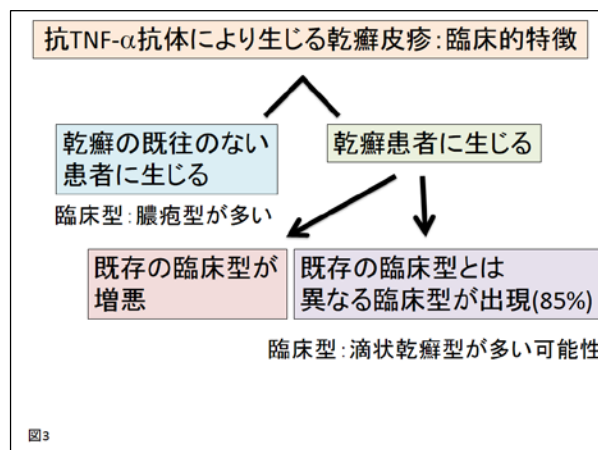 抗TNF-α抗体により生じる乾癬皮疹:臨床的特徴
乾癬の既往のない
患者に生じる
乾癬患者に生じる
臨床型:膿疱型が多い
既存の臨床型が
増悪
既存の臨床型とは
異なる臨床型が出現(85%)
臨床型:滴状乾癬型が多い可能性
図3